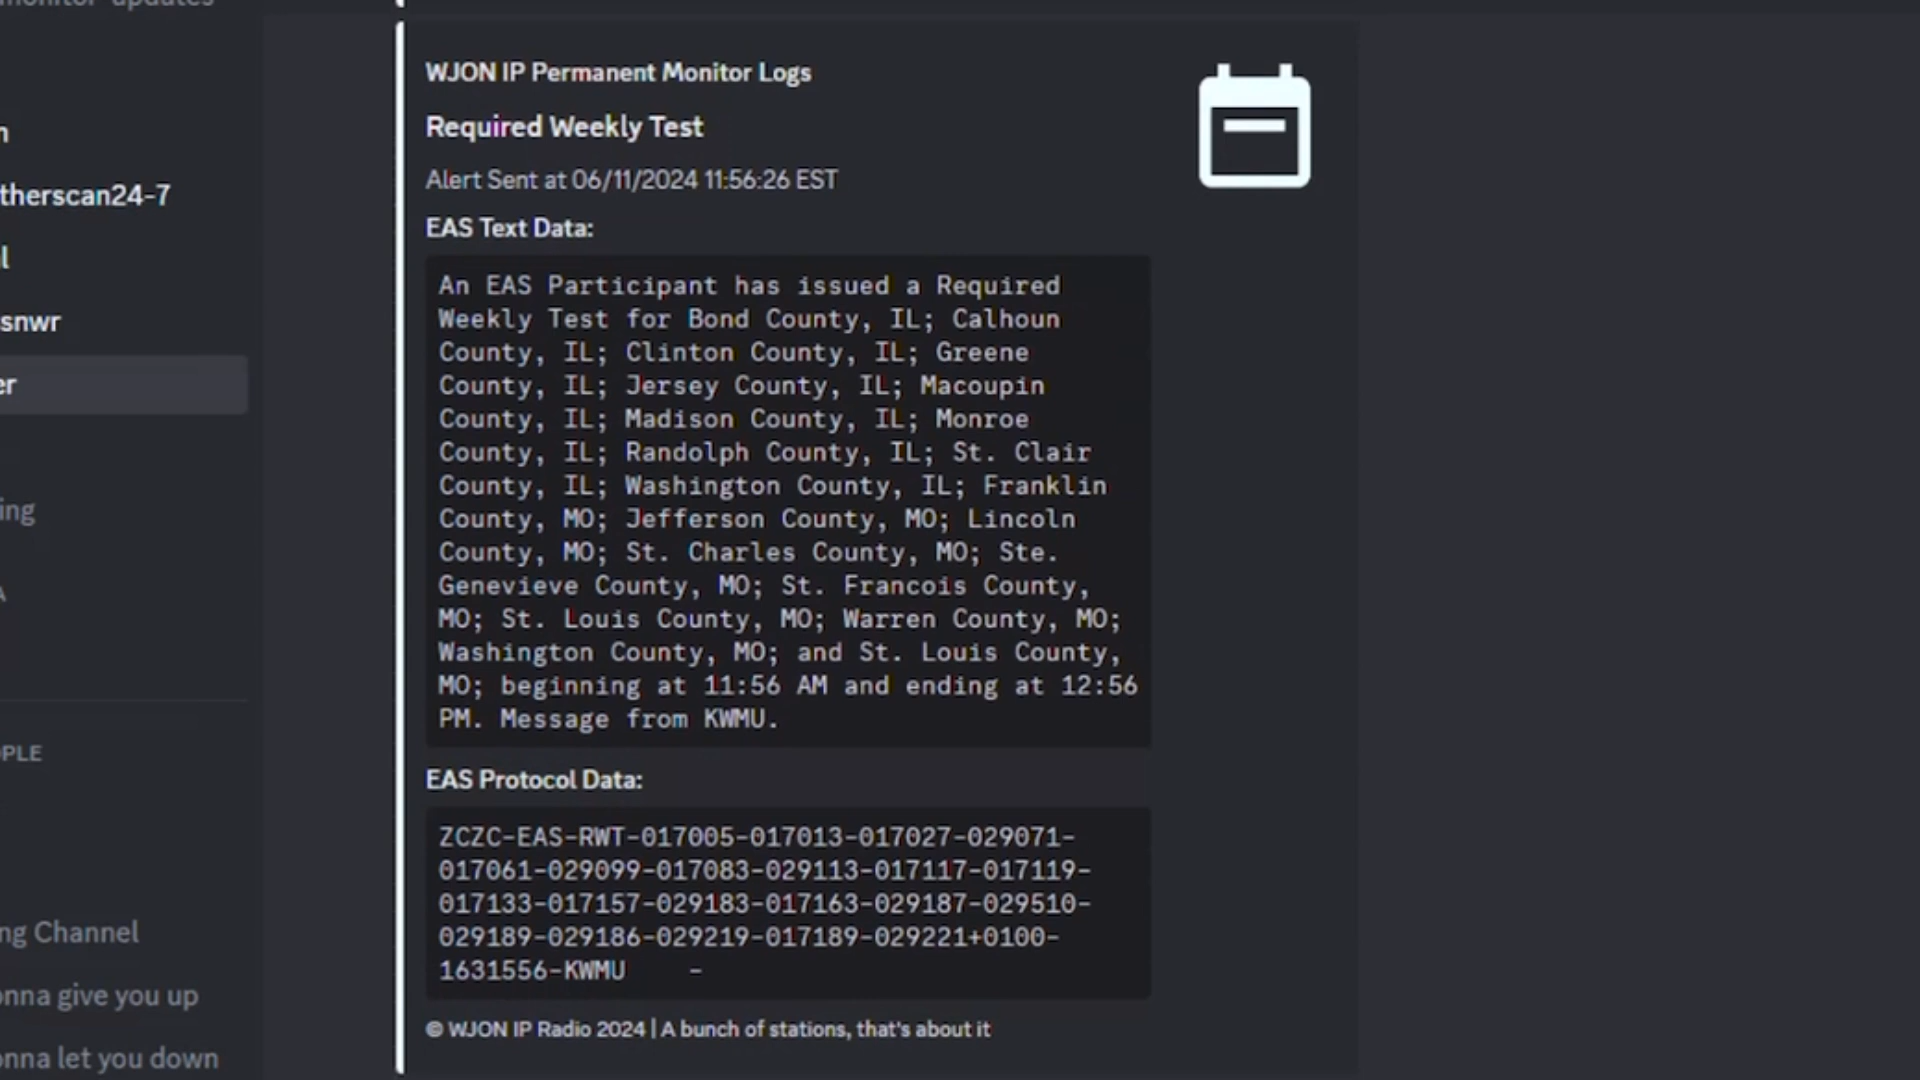 monitor-updates
n
therscan24-7
l
snwr
er
ing
A
OPLE
ng Channel
onna give you up
onna let you down
WJON IP Permanent Monitor Logs
Required Weekly Test
Alert Sent at 06/11/2024 11:56:26 EST
EAS Text Data:
An EAS Participant has issued a Required
Weekly Test for Bond County, IL; Calhoun
County, IL; Clinton County, IL; Greene
County, IL; Jersey County, IL; Macoupin
County, IL; Madison County, IL; Monroe
County, IL; Randolph County, IL; St. Clair
County, IL; Washington County, IL; Franklin
County, MO; Jefferson County, MO; Lincoln
County, MO; St. Charles County, MO; Ste.
Genevieve County, MO; St. Francois County,
MO; St. Louis County, MO; Warren County, MO;
Washington County, MO; and St. Louis County,
MO; beginning at 11:56 AM and ending at 12:56
PM. Message from KWMU.
EAS Protocol Data:
ZCZC-EAS-RWT-017005-017013-017027-029071-
017061-029099-017083-029113-017117-017119-
017133-017157-029183-017163-029187-029510-
029189-029186-029219-017189-029221+0100-
1631556-KWMU    -
© WJON IP Radio 2024 | A bunch of stations, that's about it